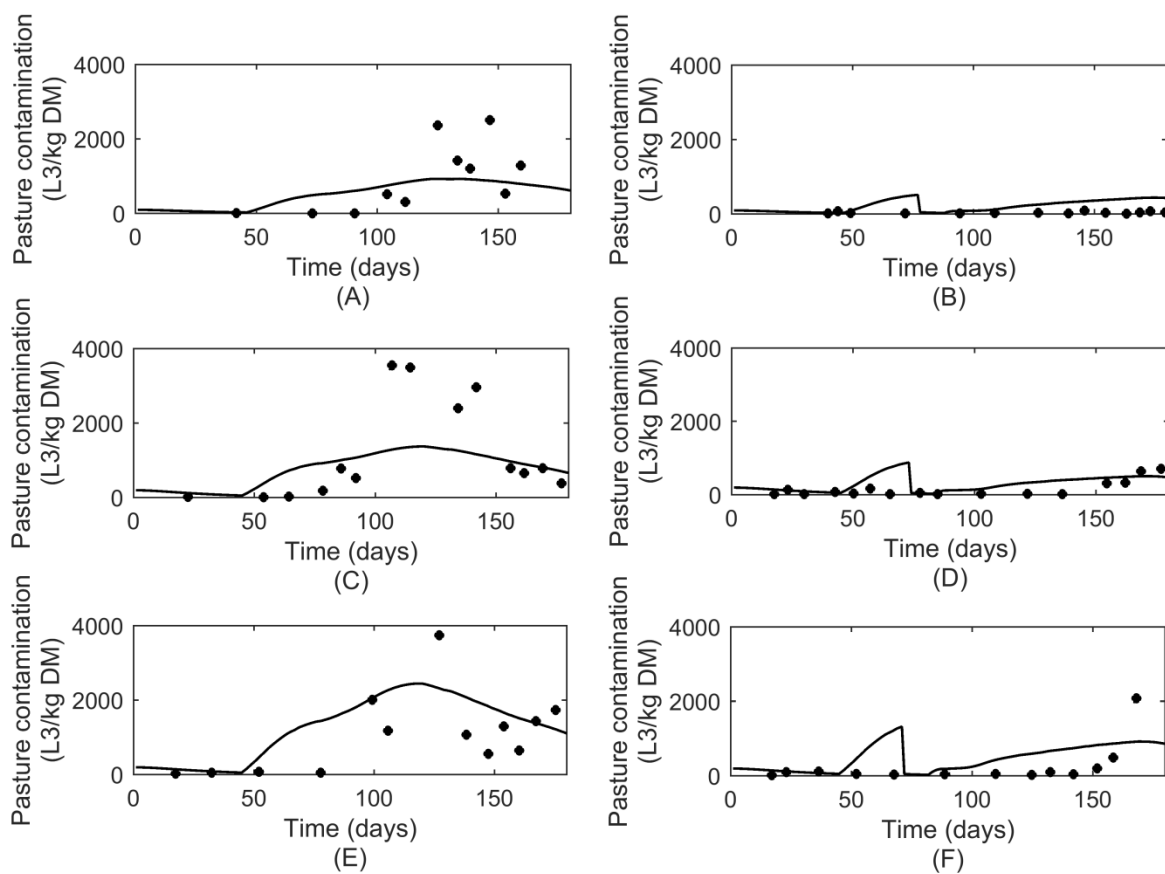 Pasture contamination
(L3/kg DM)
4000
2000
0
0 50 100 150
Time (days)
(A)
Pasture contamination
(L3/kg DM)
4000
2000
0
0 50 100 150
Time (days)
(B)
Pasture contamination
(L3/kg DM)
4000
2000
0
0 50 100 150
Time (days)
(C)
Pasture contamination
(L3/kg DM)
4000
2000
0
0 50 100 150
Time (days)
(D)
Pasture contamination
(L3/kg DM)
4000
2000
0
0 50 100 150
Time (days)
(E)
Pasture contamination
(L3/kg DM)
4000
2000
0
0 50 100 150
Time (days)
(F)